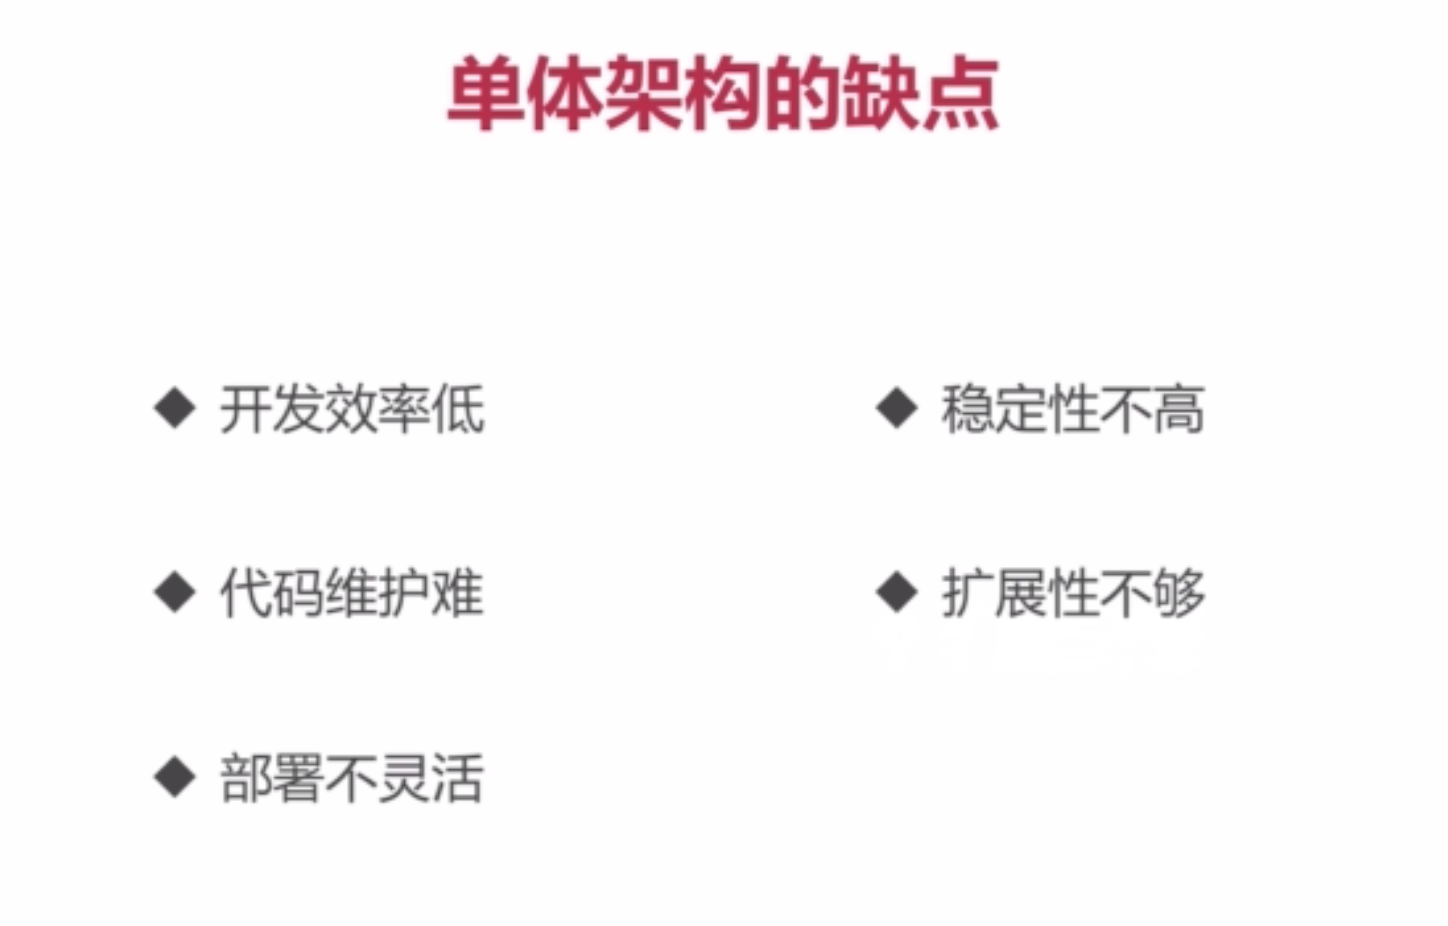 单体架构的缺点
◆ 开发效率低
◆ 代码维护难
◆ 部署不灵活
◆ 稳定性不高
◆ 扩展性不够